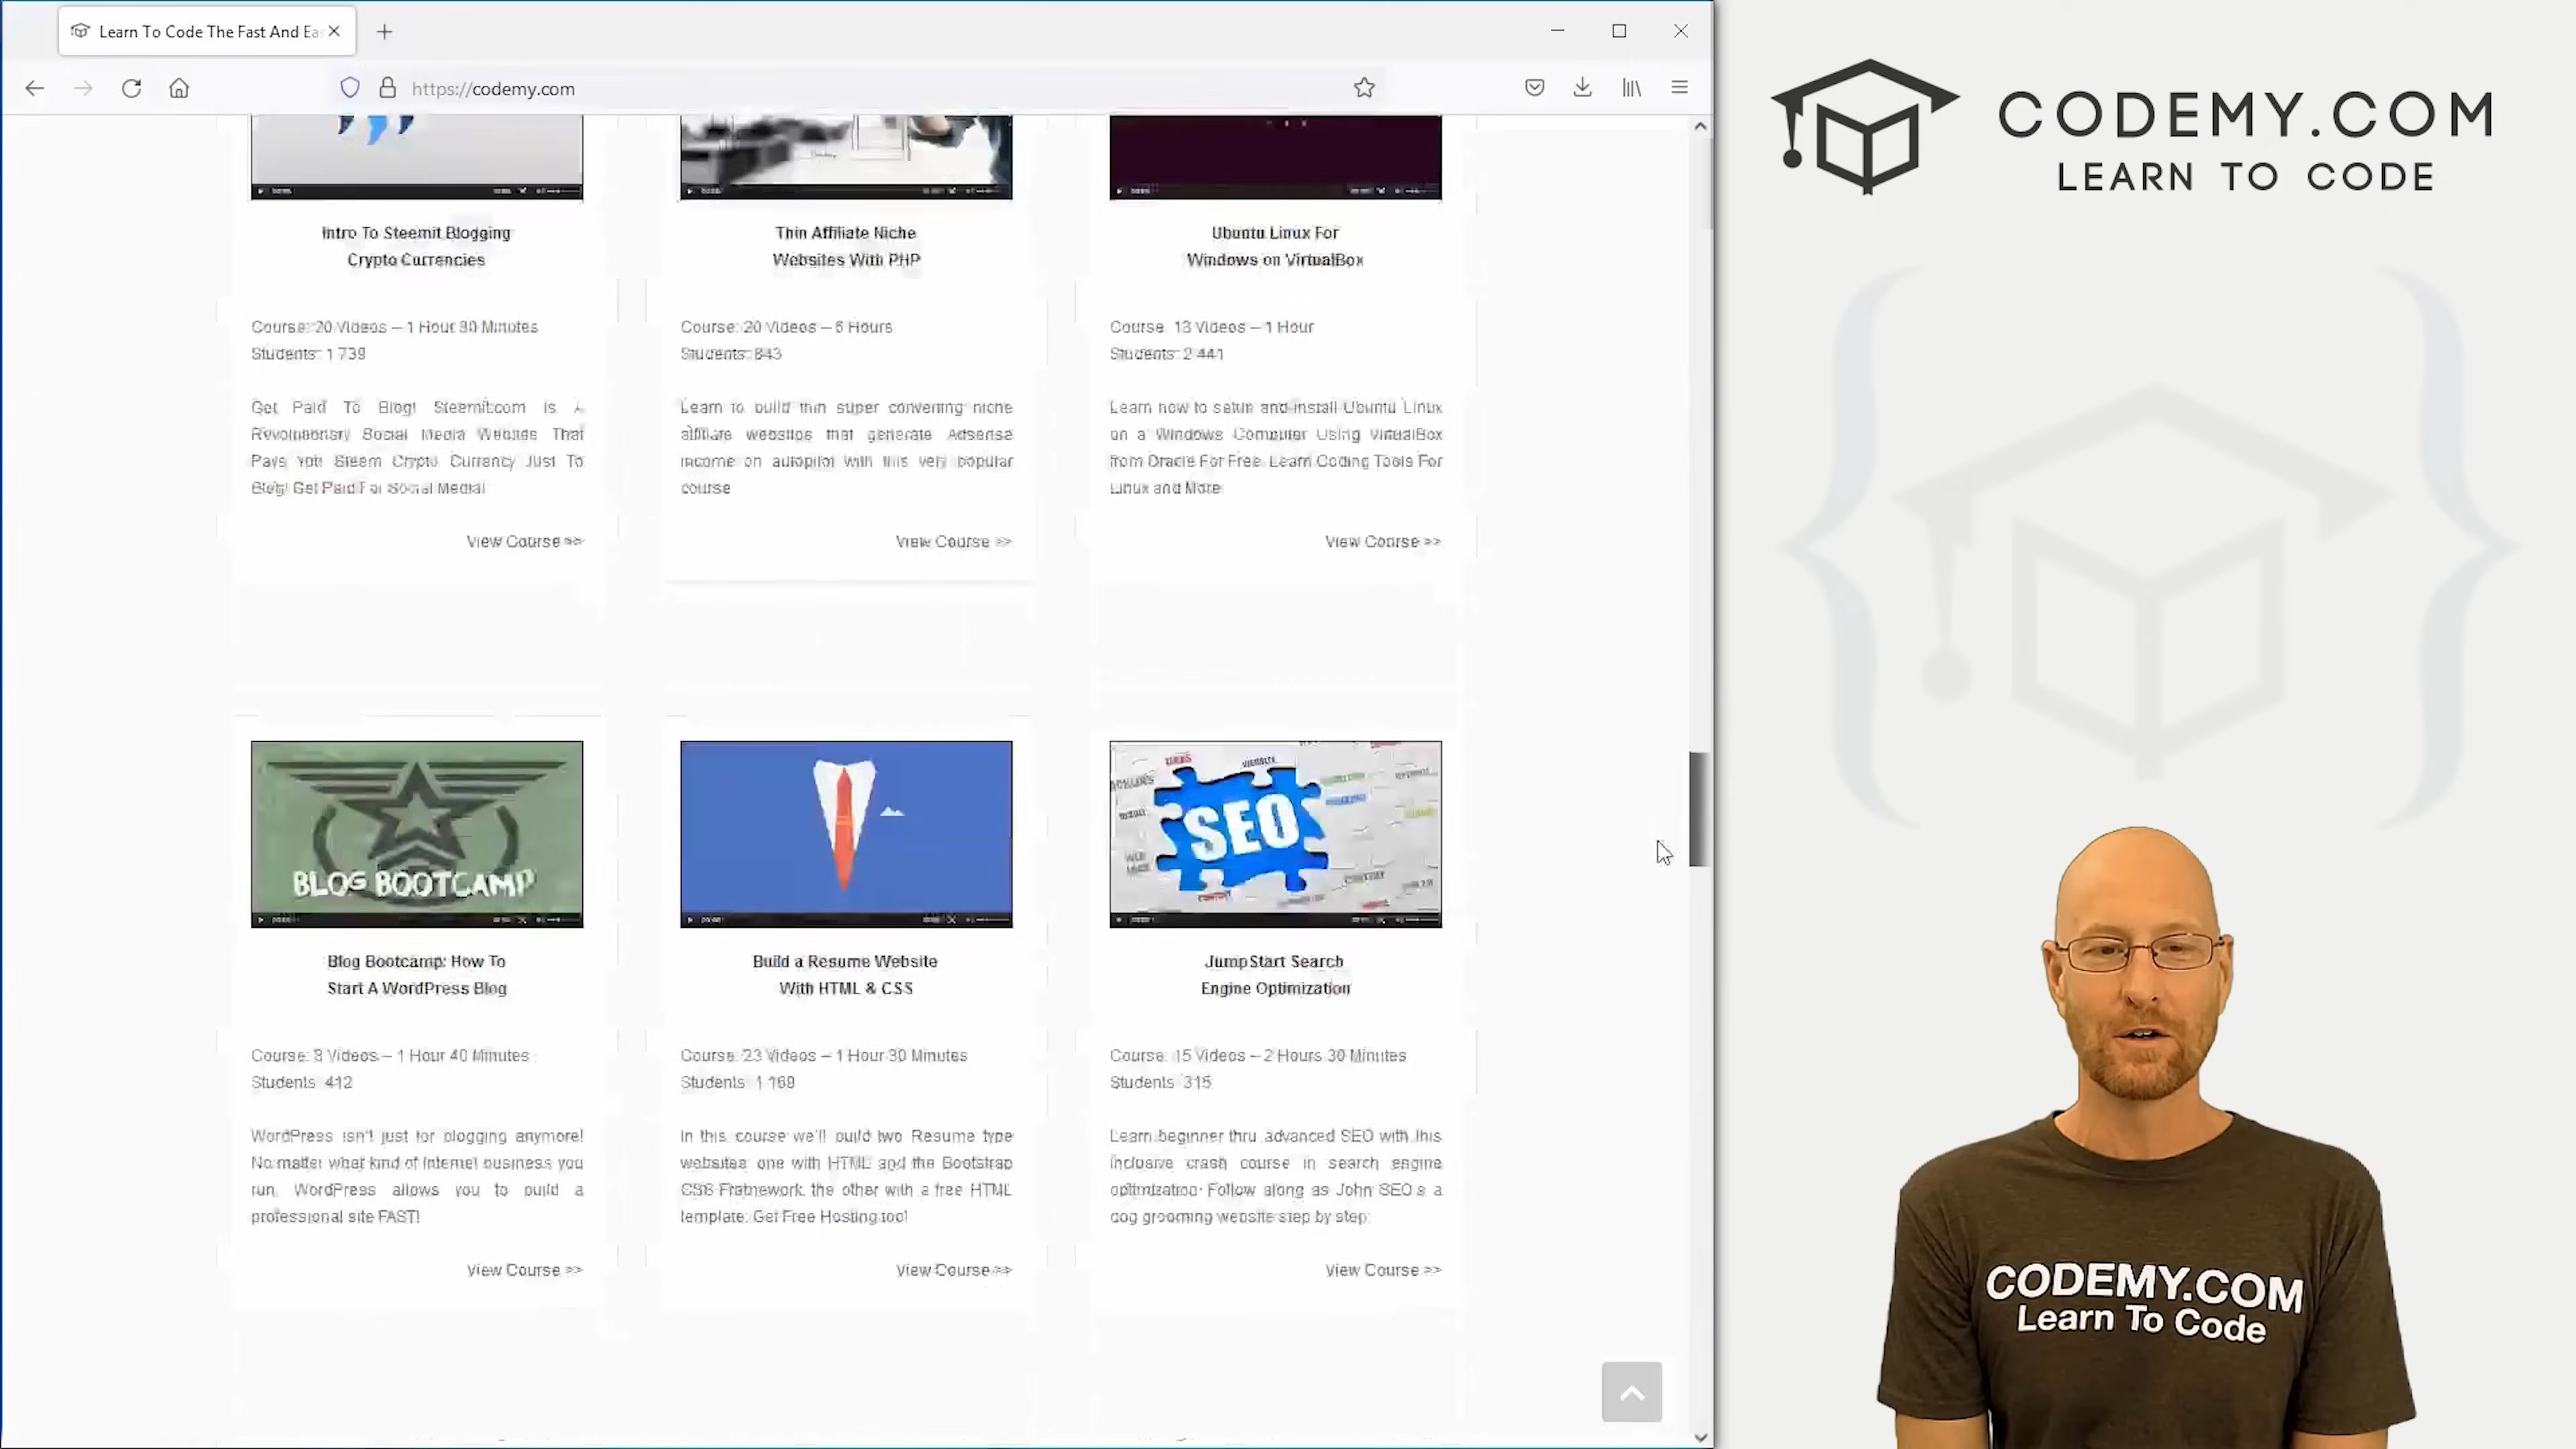 Learn To Code The Fast And Ea
https://codemy.com
CODEMY.COM
LEARN TO CODE
Intro To Steemit Blogging
Crypto Currencies
Course: 20 Videos – 1 Hour 30 Minutes
Students: 1 739
Get Paid To Blog! Steemit.com Is A
Revolutionary Social Media Website That
Pays You Steem Crypto Currency Just To
Blog! Get Paid For Social Media!
View Course >>
Thin Affiliate Niche
Websites With PHP
Course: 20 Videos – 6 Hours
Students: 843
Learn to build thin super converting niche
affiliate websites that generate Adsense
income on autopilot with this very popular
course
View Course >>
Ubuntu Linux For
Windows on VirtualBox
Course: 13 Videos – 1 Hour
Students: 2 441
Learn how to setup and install Ubuntu Linux
on a Windows Computer Using VirtualBox
from Oracle For Free. Learn Coding Tools For
Linux and More
View Course >>
BLOG BOOTCAMP
Blog Bootcamp: How To
Start A WordPress Blog
Course: 8 Videos – 1 Hour 40 Minutes
Students: 412
WordPress isn't just for blogging anymore!
No matter what kind of Internet business you
run, WordPress allows you to build a
professional site FAST!
View Course >>
Build a Resume Website
With HTML & CSS
Course: 23 Videos – 1 Hour 30 Minutes
Students: 1 169
In this course we'll build two Resume type
websites: one with HTML and the Bootstrap
CSS Framework, the other with a free HTML
template. Get Free Hosting too!
View Course >>
SEO
JumpStart Search
Engine Optimization
Course: 15 Videos – 2 Hours 30 Minutes
Students: 315
Learn beginner thru advanced SEO with this
inclusive crash course in search engine
optimization. Follow along as John SEO's a
dog grooming website step by step.
View Course >>
CODEMY.COM
Learn To Code